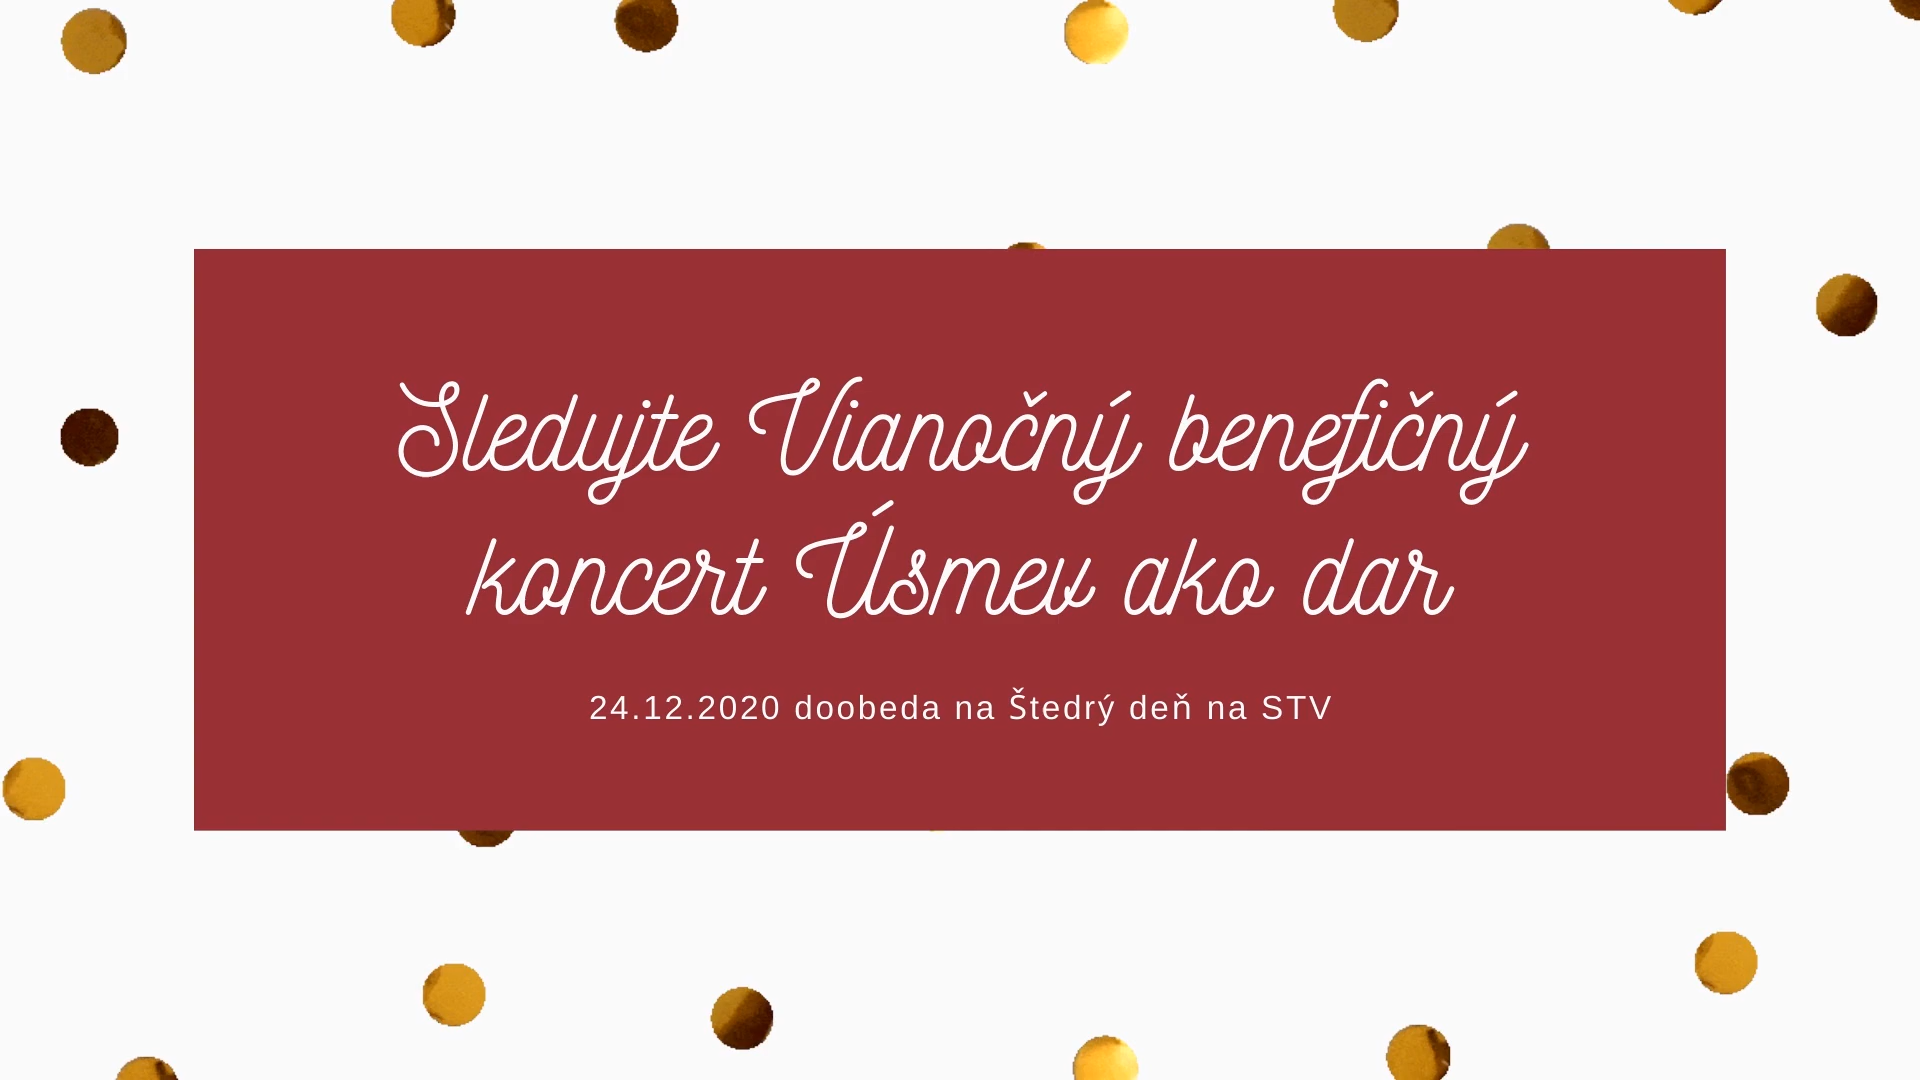 Sledujte Vianočný benefičný
koncert Úsmev ako dar
24.12.2020 doobeda na Štedrý deň na STV